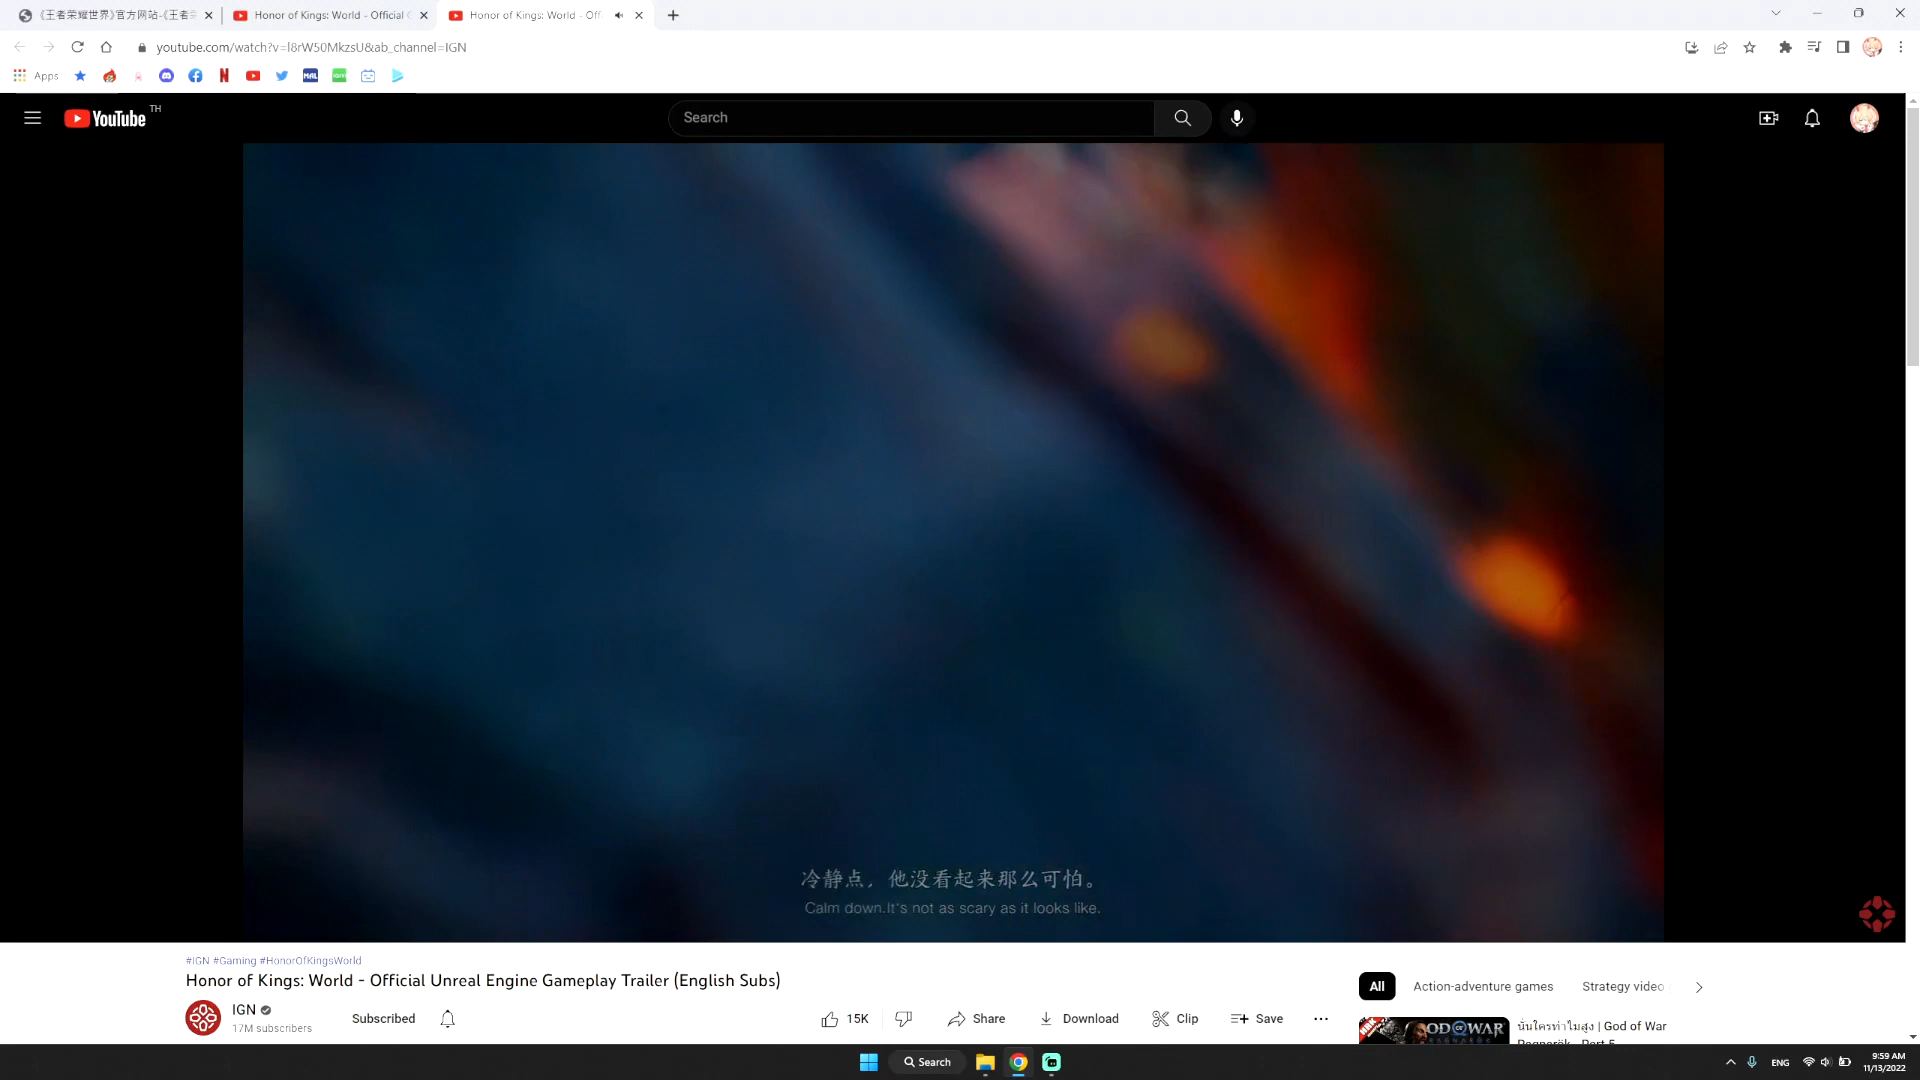 《王者荣耀世界》官方网站-《王者
Honor of Kings: World - Official
Honor of Kings: World - Off
youtube.com/watch?v=l8rW50MkzsU&ab_channel=IGN
Apps
MAL
YouTube TH
Search
冷静点，他没看起来那么可怕。
Calm down.It's not as scary as it looks like.
#IGN #Gaming #HonorOfKingsWorld
Honor of Kings: World - Official Unreal Engine Gameplay Trailer (English Subs)
IGN
17M subscribers
Subscribed
15K
Share
Download
Clip
Save
All
Action-adventure games
Strategy video
นั่นใครท่าไมสูง | God of War
Ragnarök - Part 5
Search
ENG
9:59 AM
11/13/2022